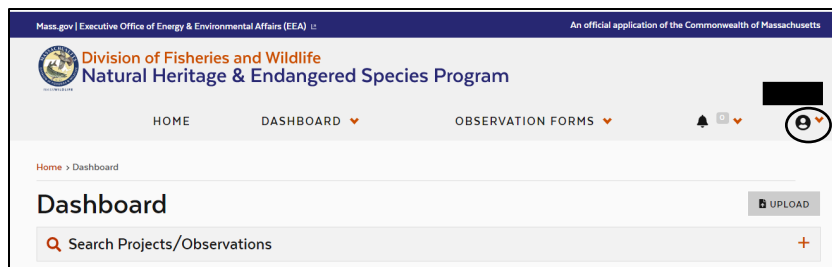 Mass.gov | Executive Office of Energy & Environmental Affairs (EEA)
An official application of the Commonwealth of Massachusetts
Division of Fisheries and Wildlife
Natural Heritage & Endangered Species Program
HOME
DASHBOARD
OBSERVATION FORMS
0
Home > Dashboard
Dashboard
UPLOAD
Search Projects/Observations
+